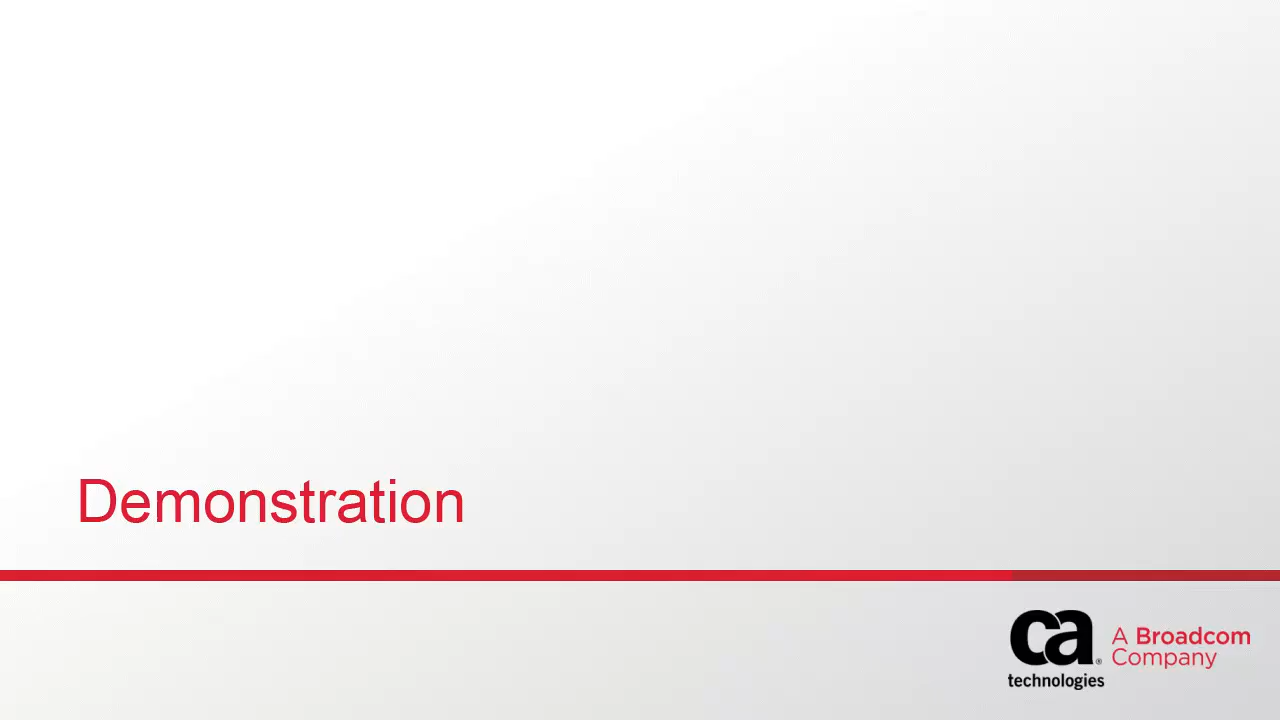 Demonstration
ca®
technologies
A Broadcom
Company